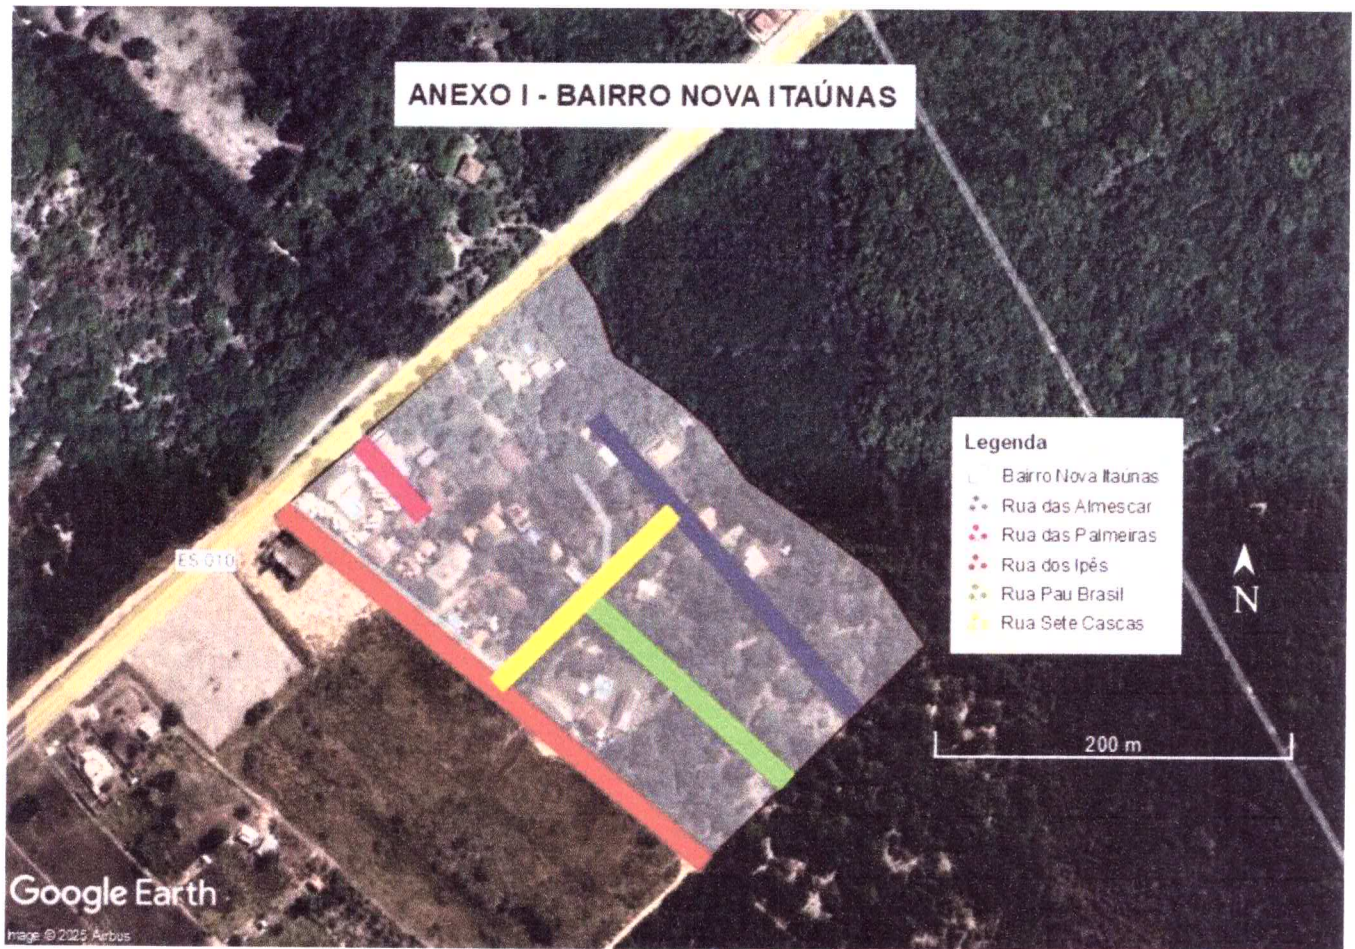 ANEXO I - BAIRRO NOVA ITAÚNAS
Legenda
Bairro Nova Itaúnas
Rua das Almescar
Rua das Palmeiras
Rua dos Ipês
Rua Pau Brasil
Rua Sete Cascas
ES-010
N
200 m
Google Earth
Image © 2025 Airbus